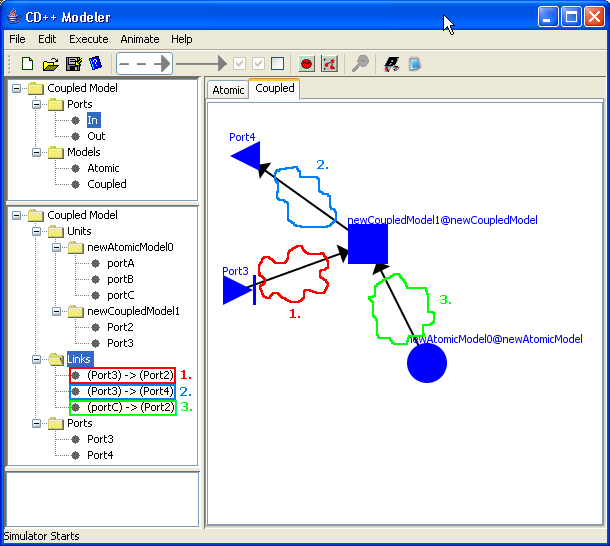 CD++ Modeler
File Edit Execute Animate Help
Coupled Model
Ports
In
Out
Models
Atomic
Coupled
Coupled Model
Units
newAtomicModel0
portA
portB
portC
newCoupledModel1
Port2
Port3
Links
(Port3) -> (Port2) 1.
(Port3) -> (Port4) 2.
(portC) -> (Port2) 3.
Ports
Port3
Port4
Atomic Coupled
Port4
2.
newCoupledModel1@newCoupledModel
Port3
1.
3.
newAtomicModel0@newAtomicModel
Simulator Starts